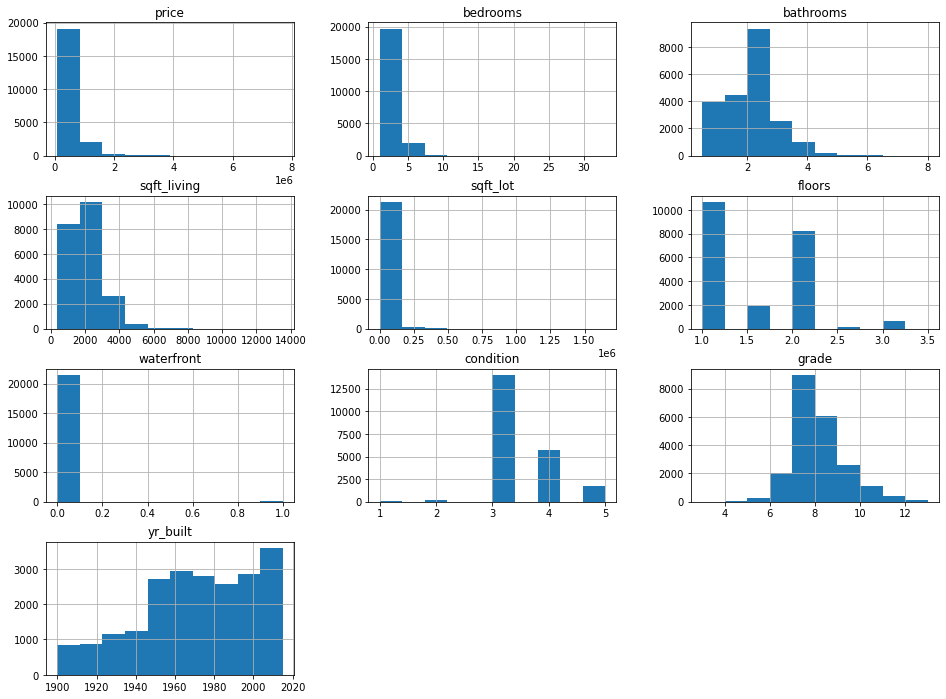 price
bedrooms
bathrooms
20000
15000
10000
5000
0
0 2 4 6 8
1e6
20000
15000
10000
5000
0
0 5 10 15 20 25 30
8000
6000
4000
2000
0
2 4 6 8
sqft_living
sqft_lot
floors
10000
8000
6000
4000
2000
0
0 2000 4000 6000 8000 10000 12000 14000
20000
15000
10000
5000
0
0.00 0.25 0.50 0.75 1.00 1.25 1.50
1e6
10000
8000
6000
4000
2000
0
1.0 1.5 2.0 2.5 3.0 3.5
waterfront
condition
grade
20000
15000
10000
5000
0
0.0 0.2 0.4 0.6 0.8 1.0
12500
10000
7500
5000
2500
0
1 2 3 4 5
8000
6000
4000
2000
0
4 6 8 10 12
yr_built
3000
2000
1000
0
1900 1920 1940 1960 1980 2000 2020